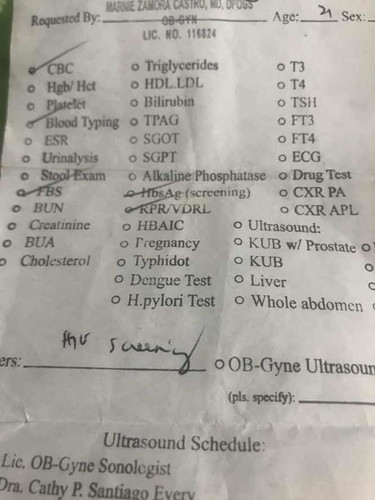 MARNIE ZAMORA CASTRO, MD, DPOGS
Requested By: OB-GYN Age: 21 Sex:
LIC. NO. 116824
CBC Triglycerides T3
Hgb/ Hct HDL.LDL T4
Platelet Bilirubin TSH
Blood Typing TPAG FT3
ESR SGOT FT4
Urinalysis SGPT ECG
Stool Exam Alkaline Phosphatase Drug Test
FBS HbsAg (screening) CXR PA
BUN RPR/VDRL CXR APL
Creatinine HBAIC Ultrasound:
BUA Pregnancy KUB w/ Prostate
Cholesterol Typhidot KUB
Dengue Test Liver
H.pylori Test Whole abdomen
HIV screening
ers: OB-Gyne Ultrasoun
(pls. specify):
Ultrasound Schedule:
Lic. OB-Gyne Sonologist
Dra. Cathy P. Santiago Every